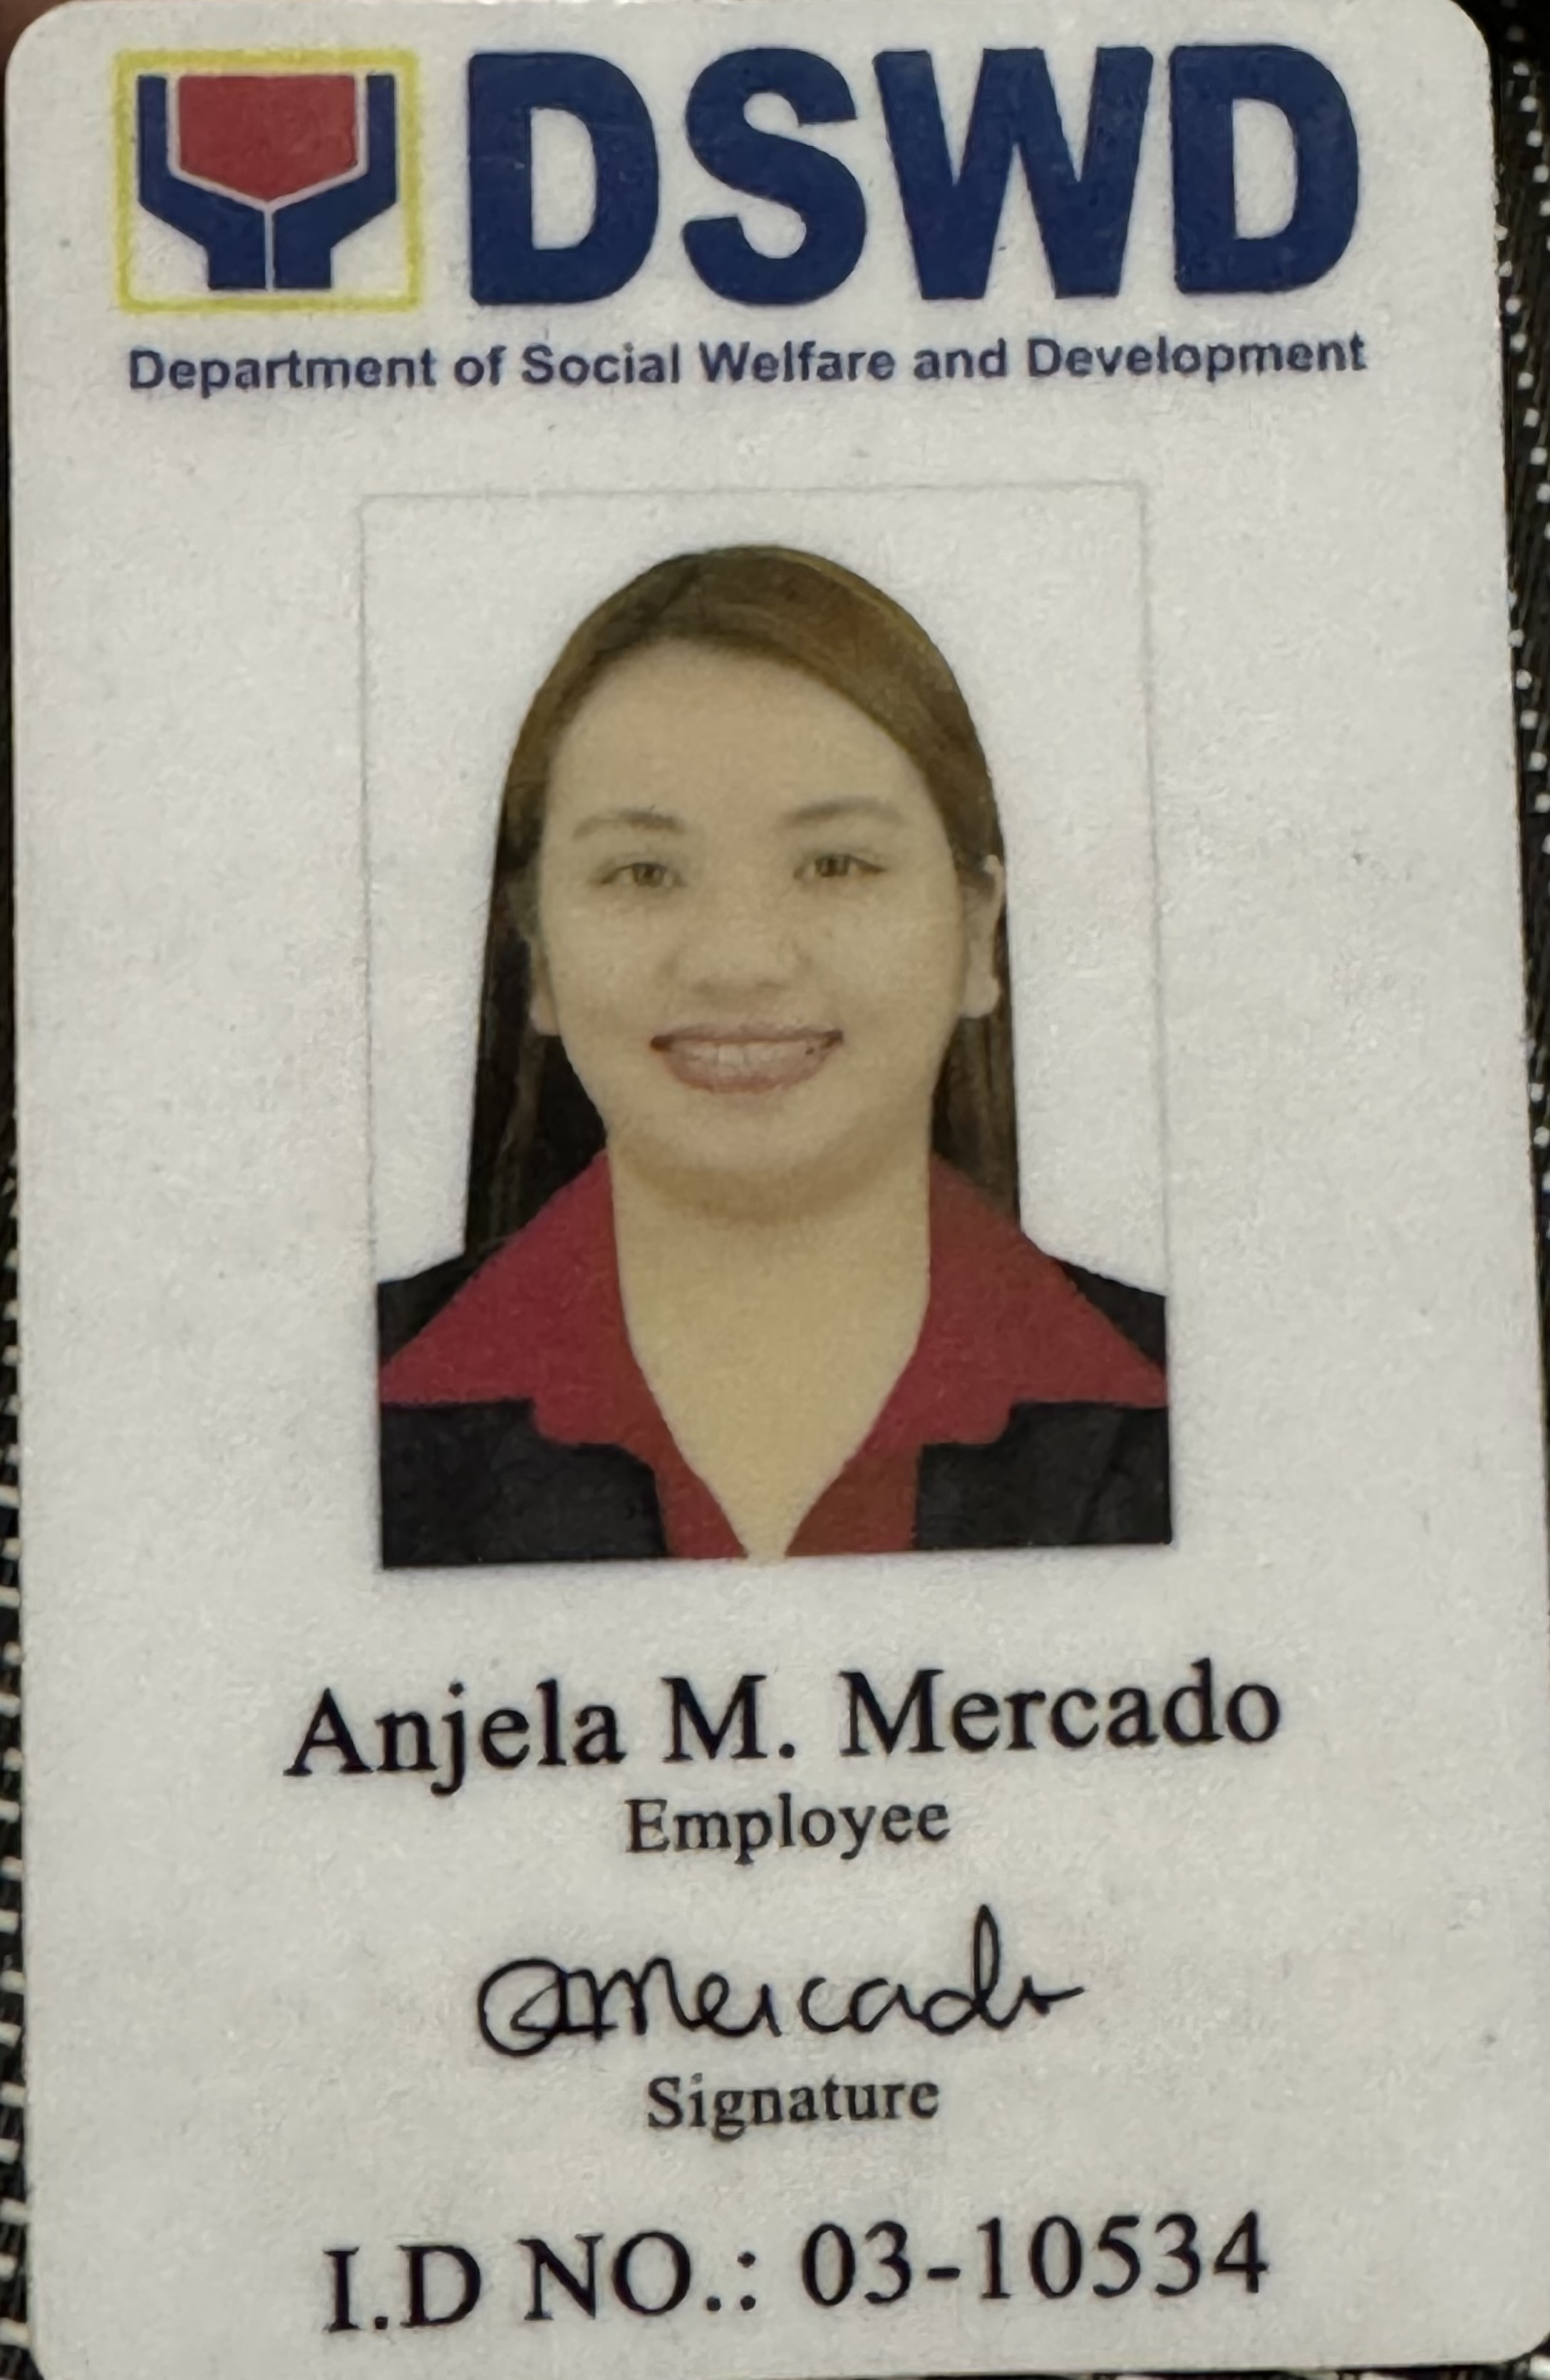 DSWD
Department of Social Welfare and Development
Anjela M. Mercado
Employee
AMercado
Signature
I.D NO.: 03-10534